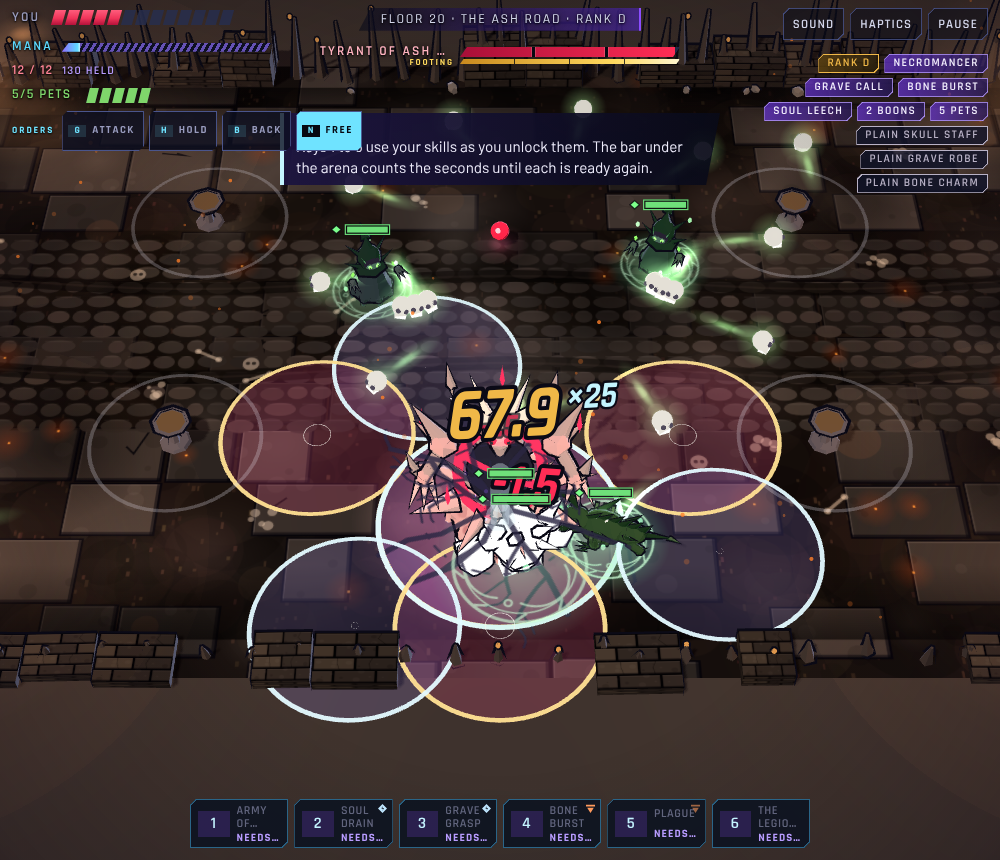 YOU
MANA
12 / 12 130 HELD
5/5 PETS
ORDERS G ATTACK H HOLD B BACK N FREE
FLOOR 20 · THE ASH ROAD · RANK D
TYRANT OF ASH …
FOOTING
SOUND HAPTICS PAUSE
RANK D NECROMANCER
GRAVE CALL BONE BURST
SOUL LEECH 2 BOONS 5 PETS
PLAIN SKULL STAFF
PLAIN GRAVE ROBE
PLAIN BONE CHARM
use your skills as you unlock them. The bar under
the arena counts the seconds until each is ready again.
67.9 ×25
1 ARMY OF… NEEDS…
2 SOUL DRAIN NEEDS…
3 GRAVE GRASP NEEDS…
4 BONE BURST NEEDS…
5 PLAGUE NEEDS…
6 THE LEGIO… NEEDS…